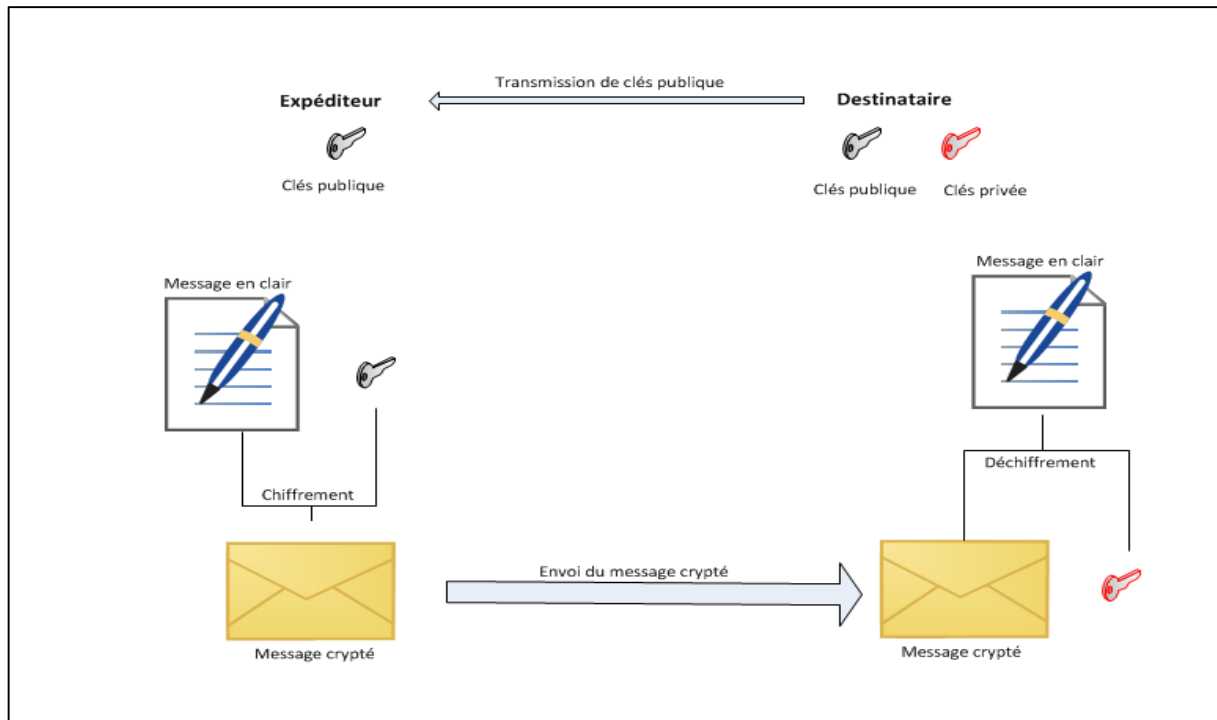 Transmission de clés publique
Expéditeur
Destinataire
Clés publique
Clés publique
Clés privée
Message en clair
Message en clair
Chiffrement
Déchiffrement
Envoi du message crypté
Message crypté
Message crypté